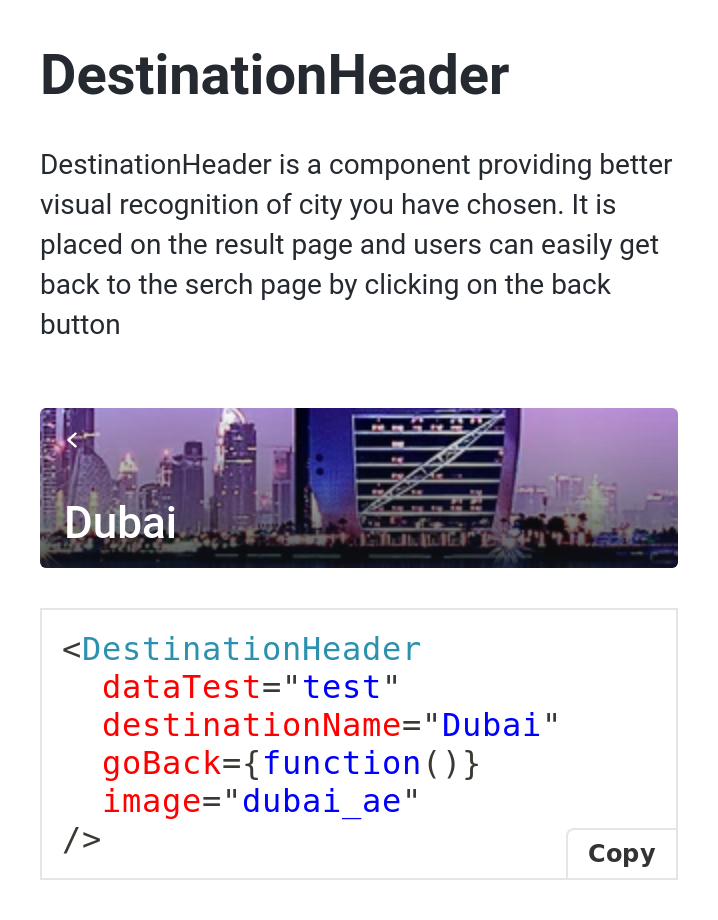 DestinationHeader
DestinationHeader is a component providing better
visual recognition of city you have chosen. It is
placed on the result page and users can easily get
back to the serch page by clicking on the back
button
Dubai
<DestinationHeader
  dataTest="test"
  destinationName="Dubai"
  goBack={function()}
  image="dubai_ae"
/>
Copy